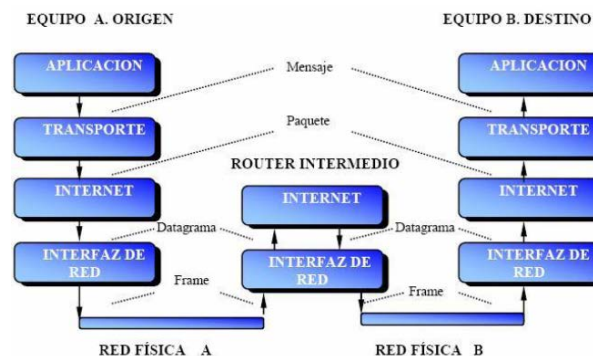 EQUIPO A. ORIGEN
EQUIPO B. DESTINO
APLICACION
Mensaje
APLICACION
TRANSPORTE
Paquete
TRANSPORTE
ROUTER INTERMEDIO
INTERNET
INTERNET
INTERNET
Datagrama
Datagrama
INTERFAZ DE
RED
INTERFAZ DE
RED
INTERFAZ DE
RED
Frame
Frame
RED FÍSICA A
RED FÍSICA B